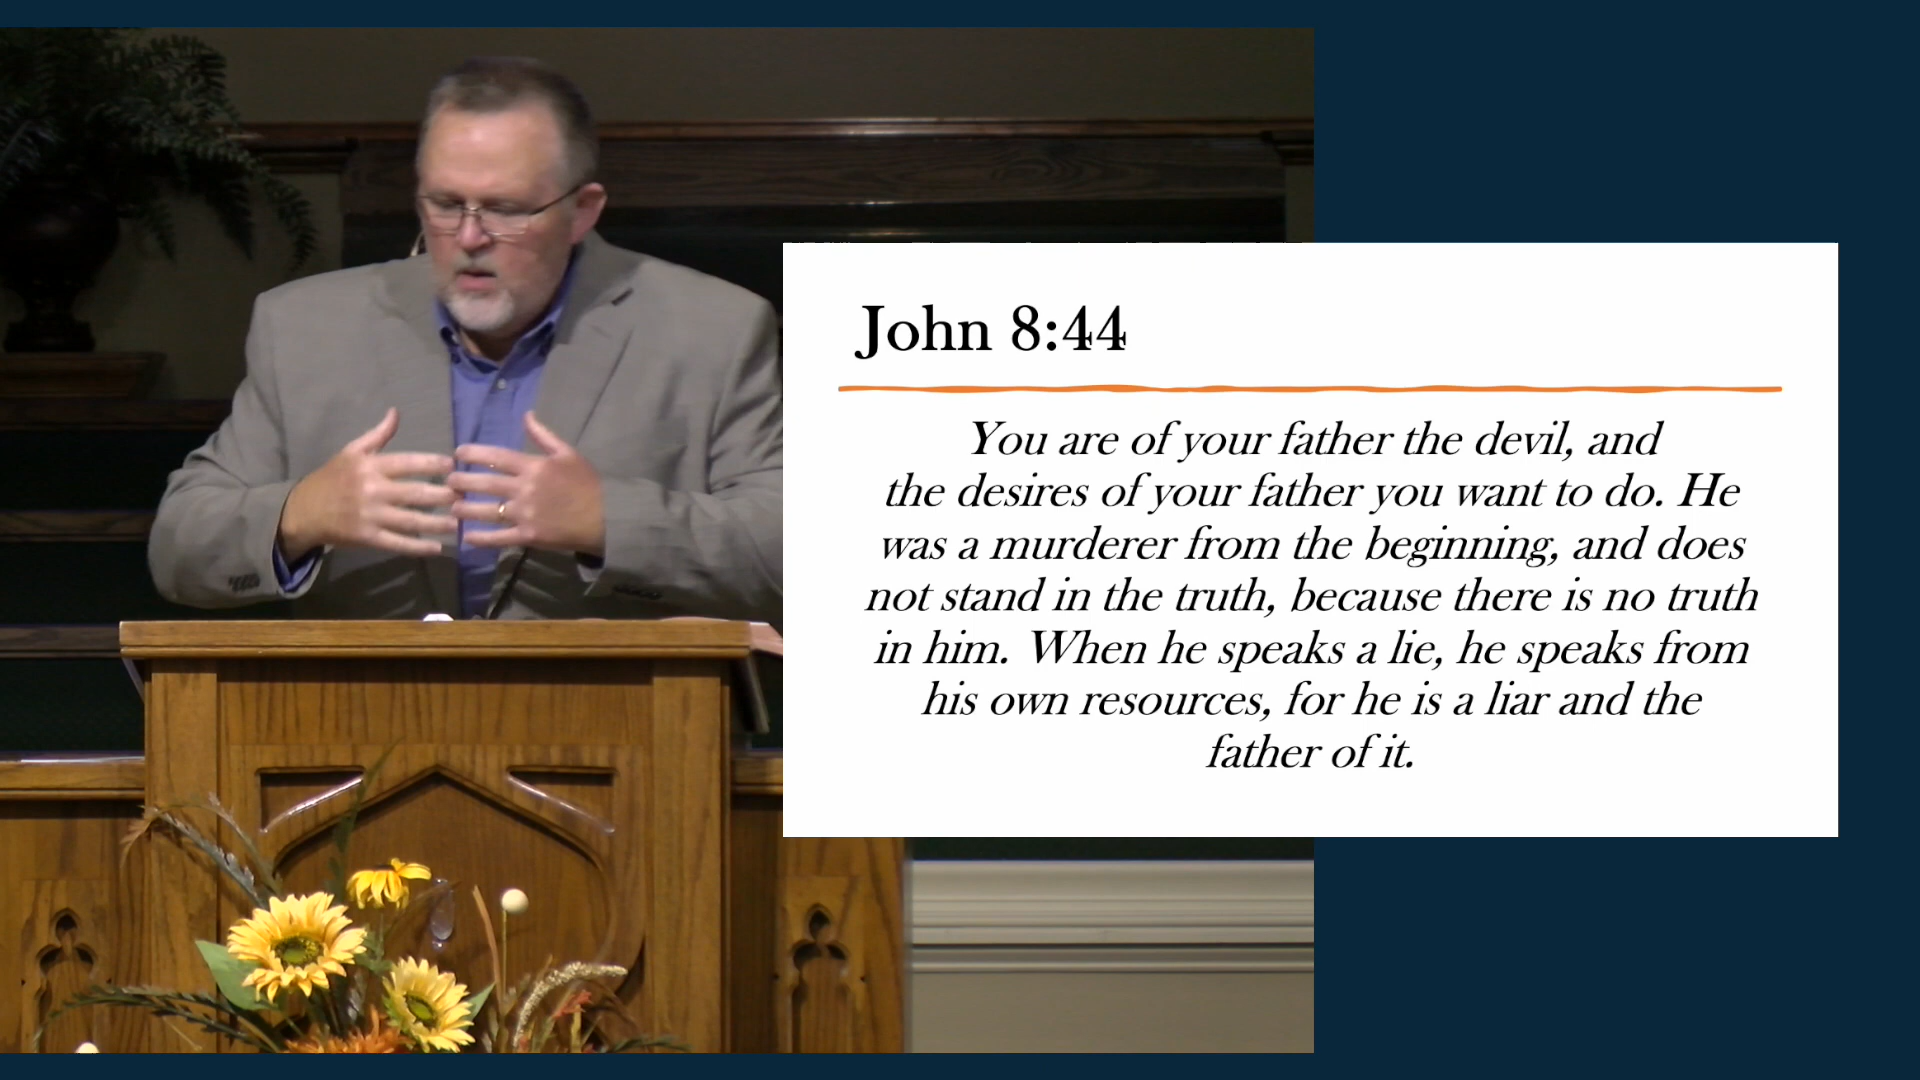 John 8:44
You are of your father the devil, and
the desires of your father you want to do. He
was a murderer from the beginning, and does
not stand in the truth, because there is no truth
in him. When he speaks a lie, he speaks from
his own resources, for he is a liar and the
father of it.